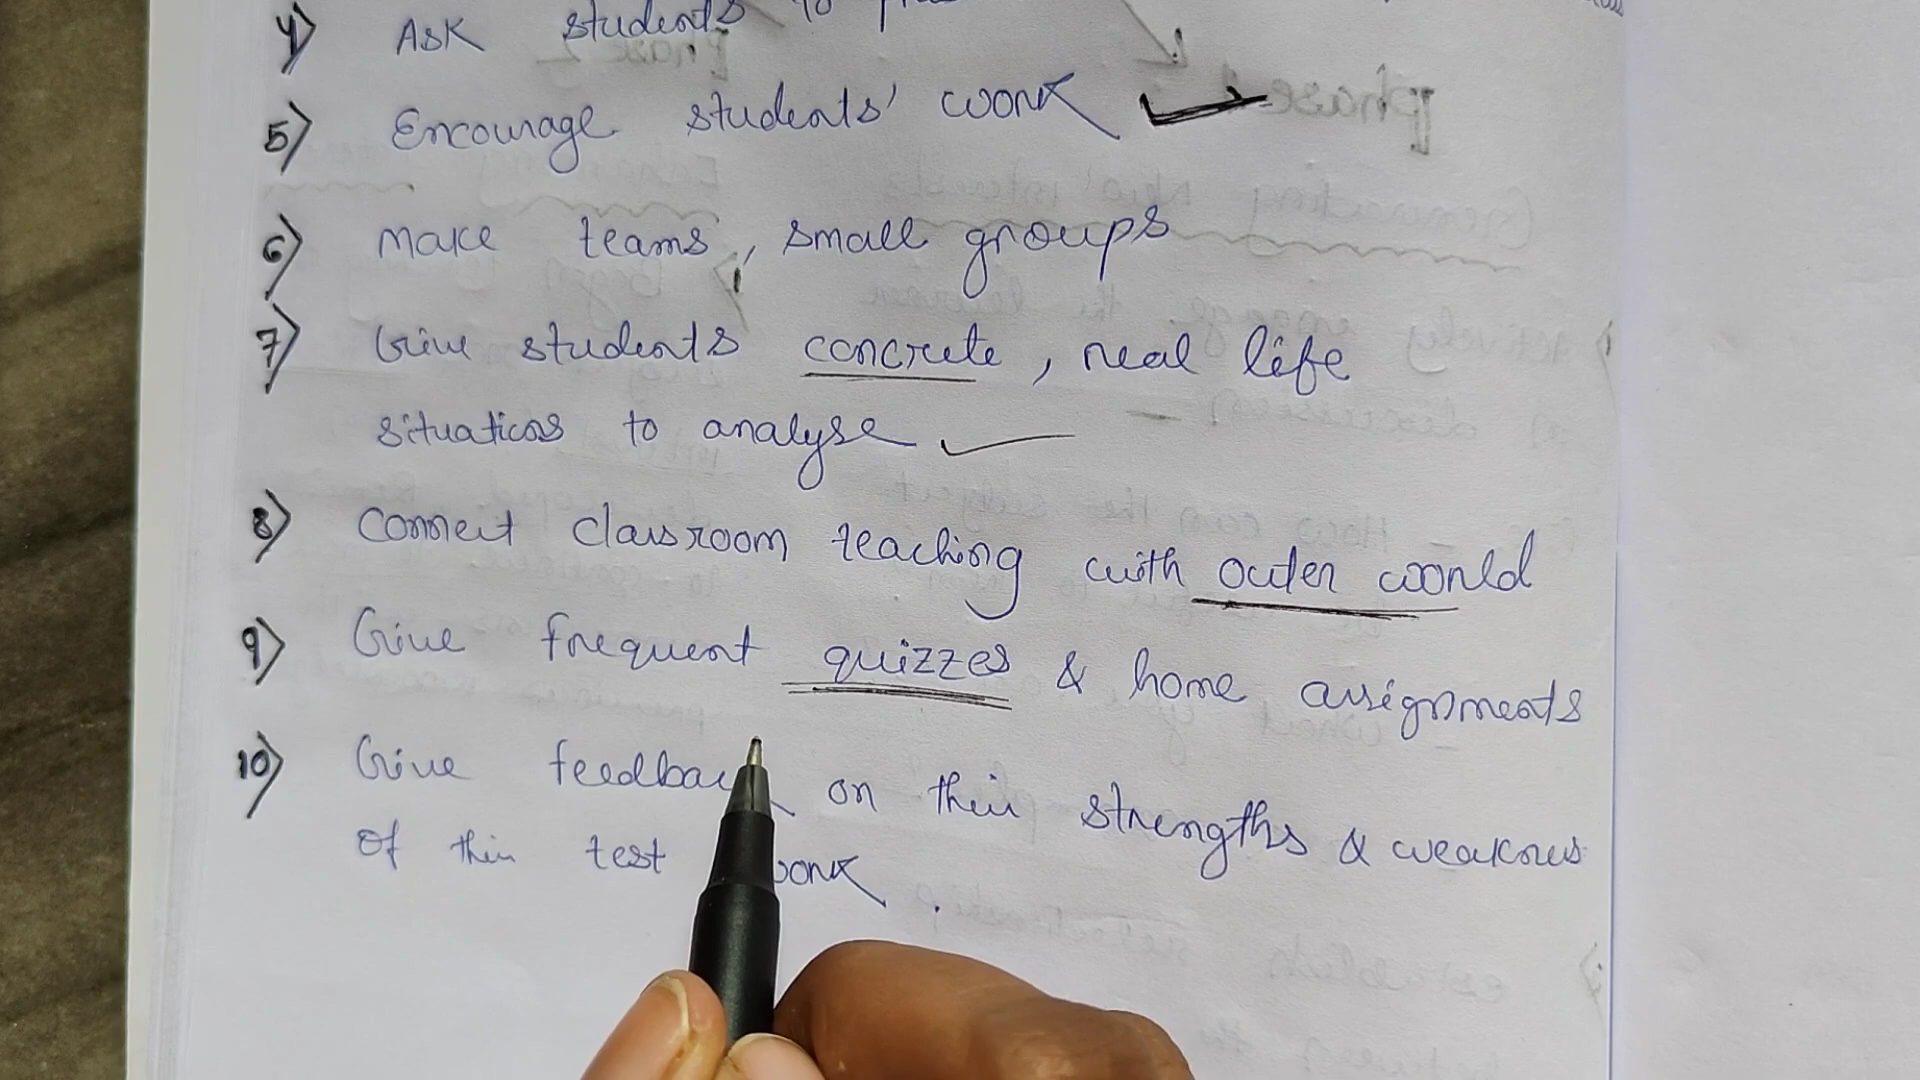 4) Ask students to
5) Encourage students' work
6) Make teams, small groups
7) Give students concrete, real life
situations to analyse
8) Connect classroom teaching with outer world
9) Give frequent quizzes & home assignments
10) Give feedback on their strengths & weakness
of their test work.